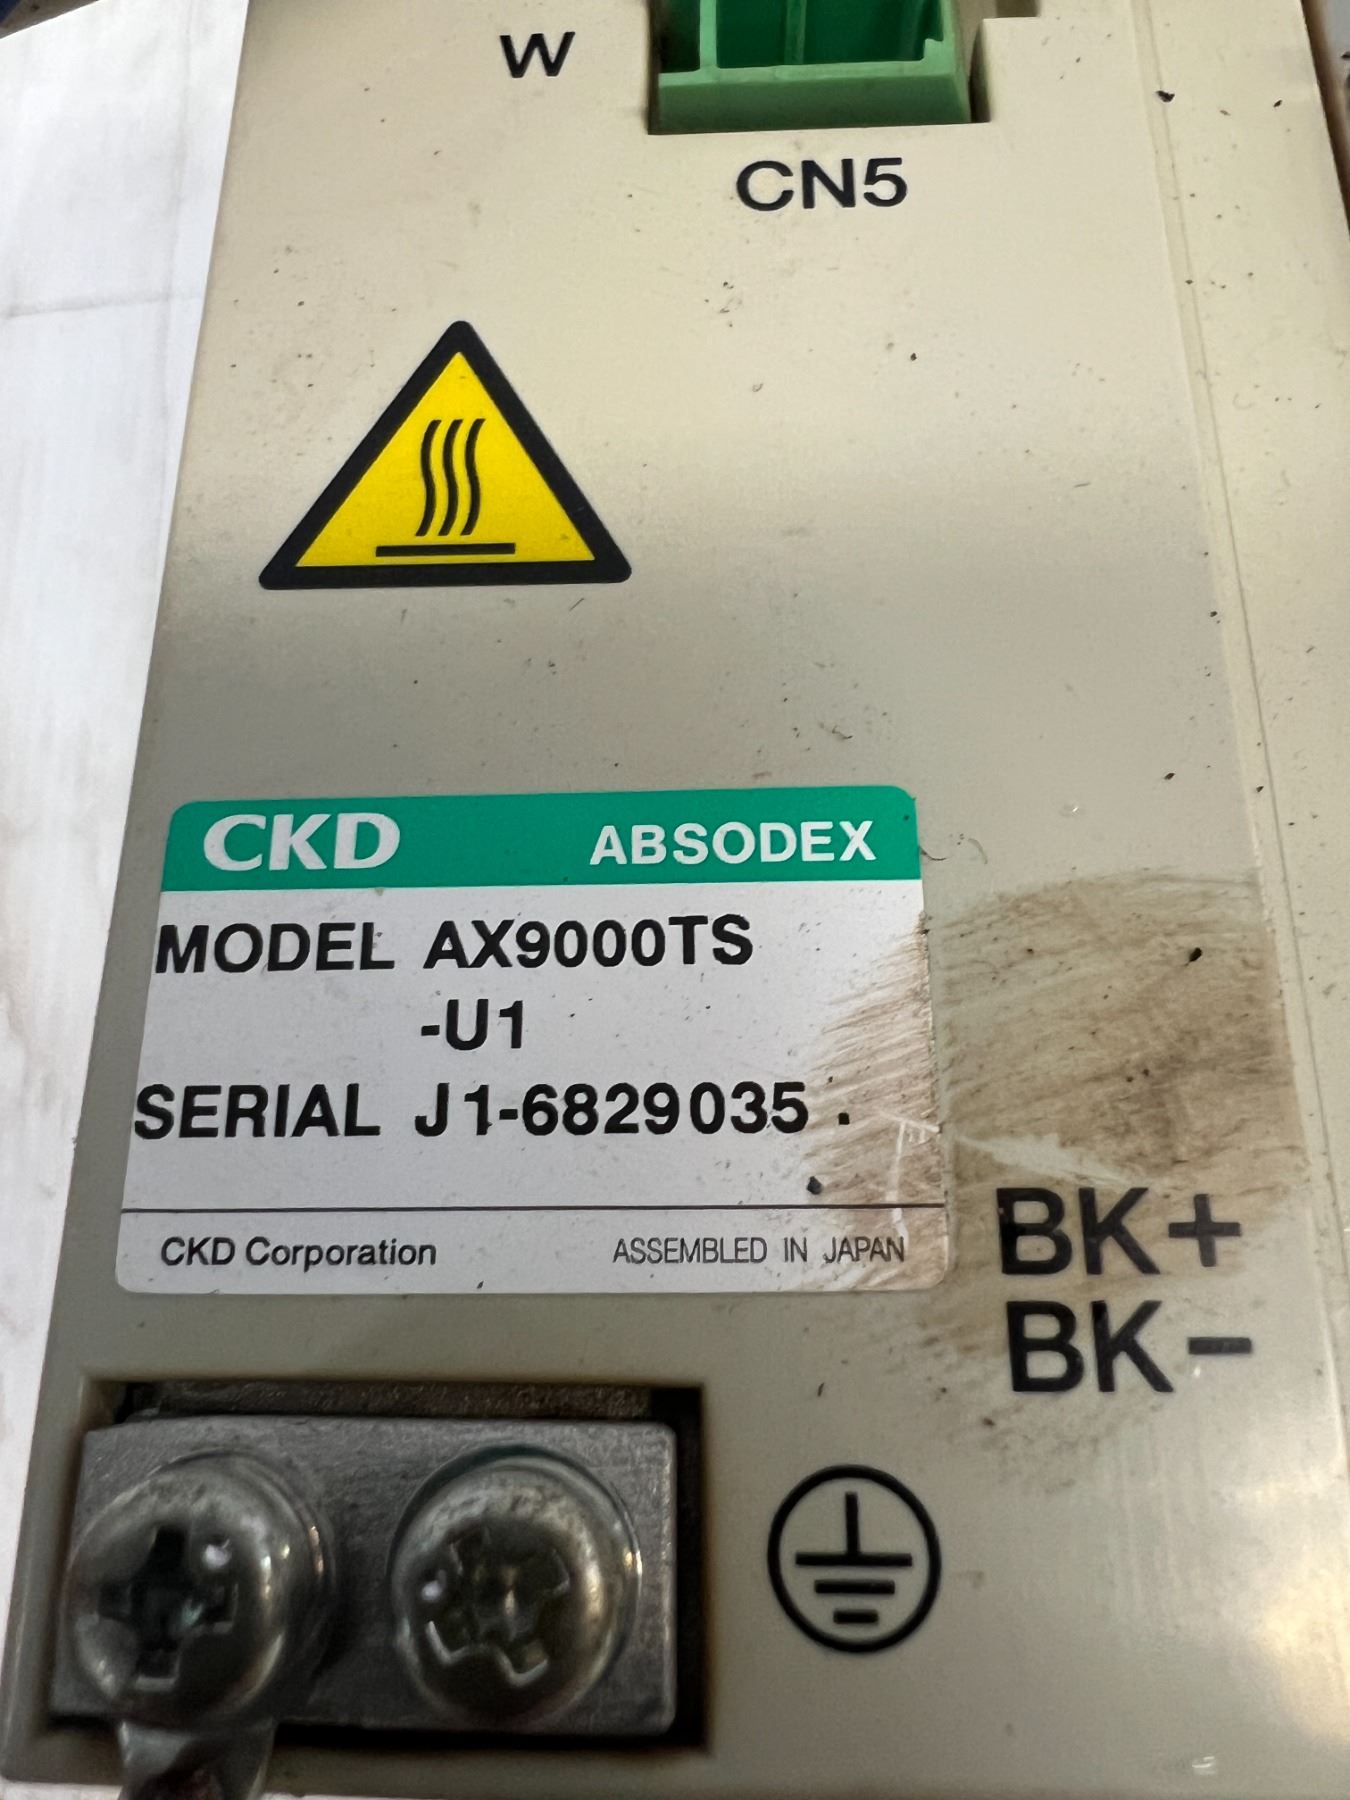 W
CN5
CKD ABSODEX
MODEL AX9000TS
-U1
SERIAL J1-6829035
CKD Corporation ASSEMBLED IN JAPAN
BK+
BK-